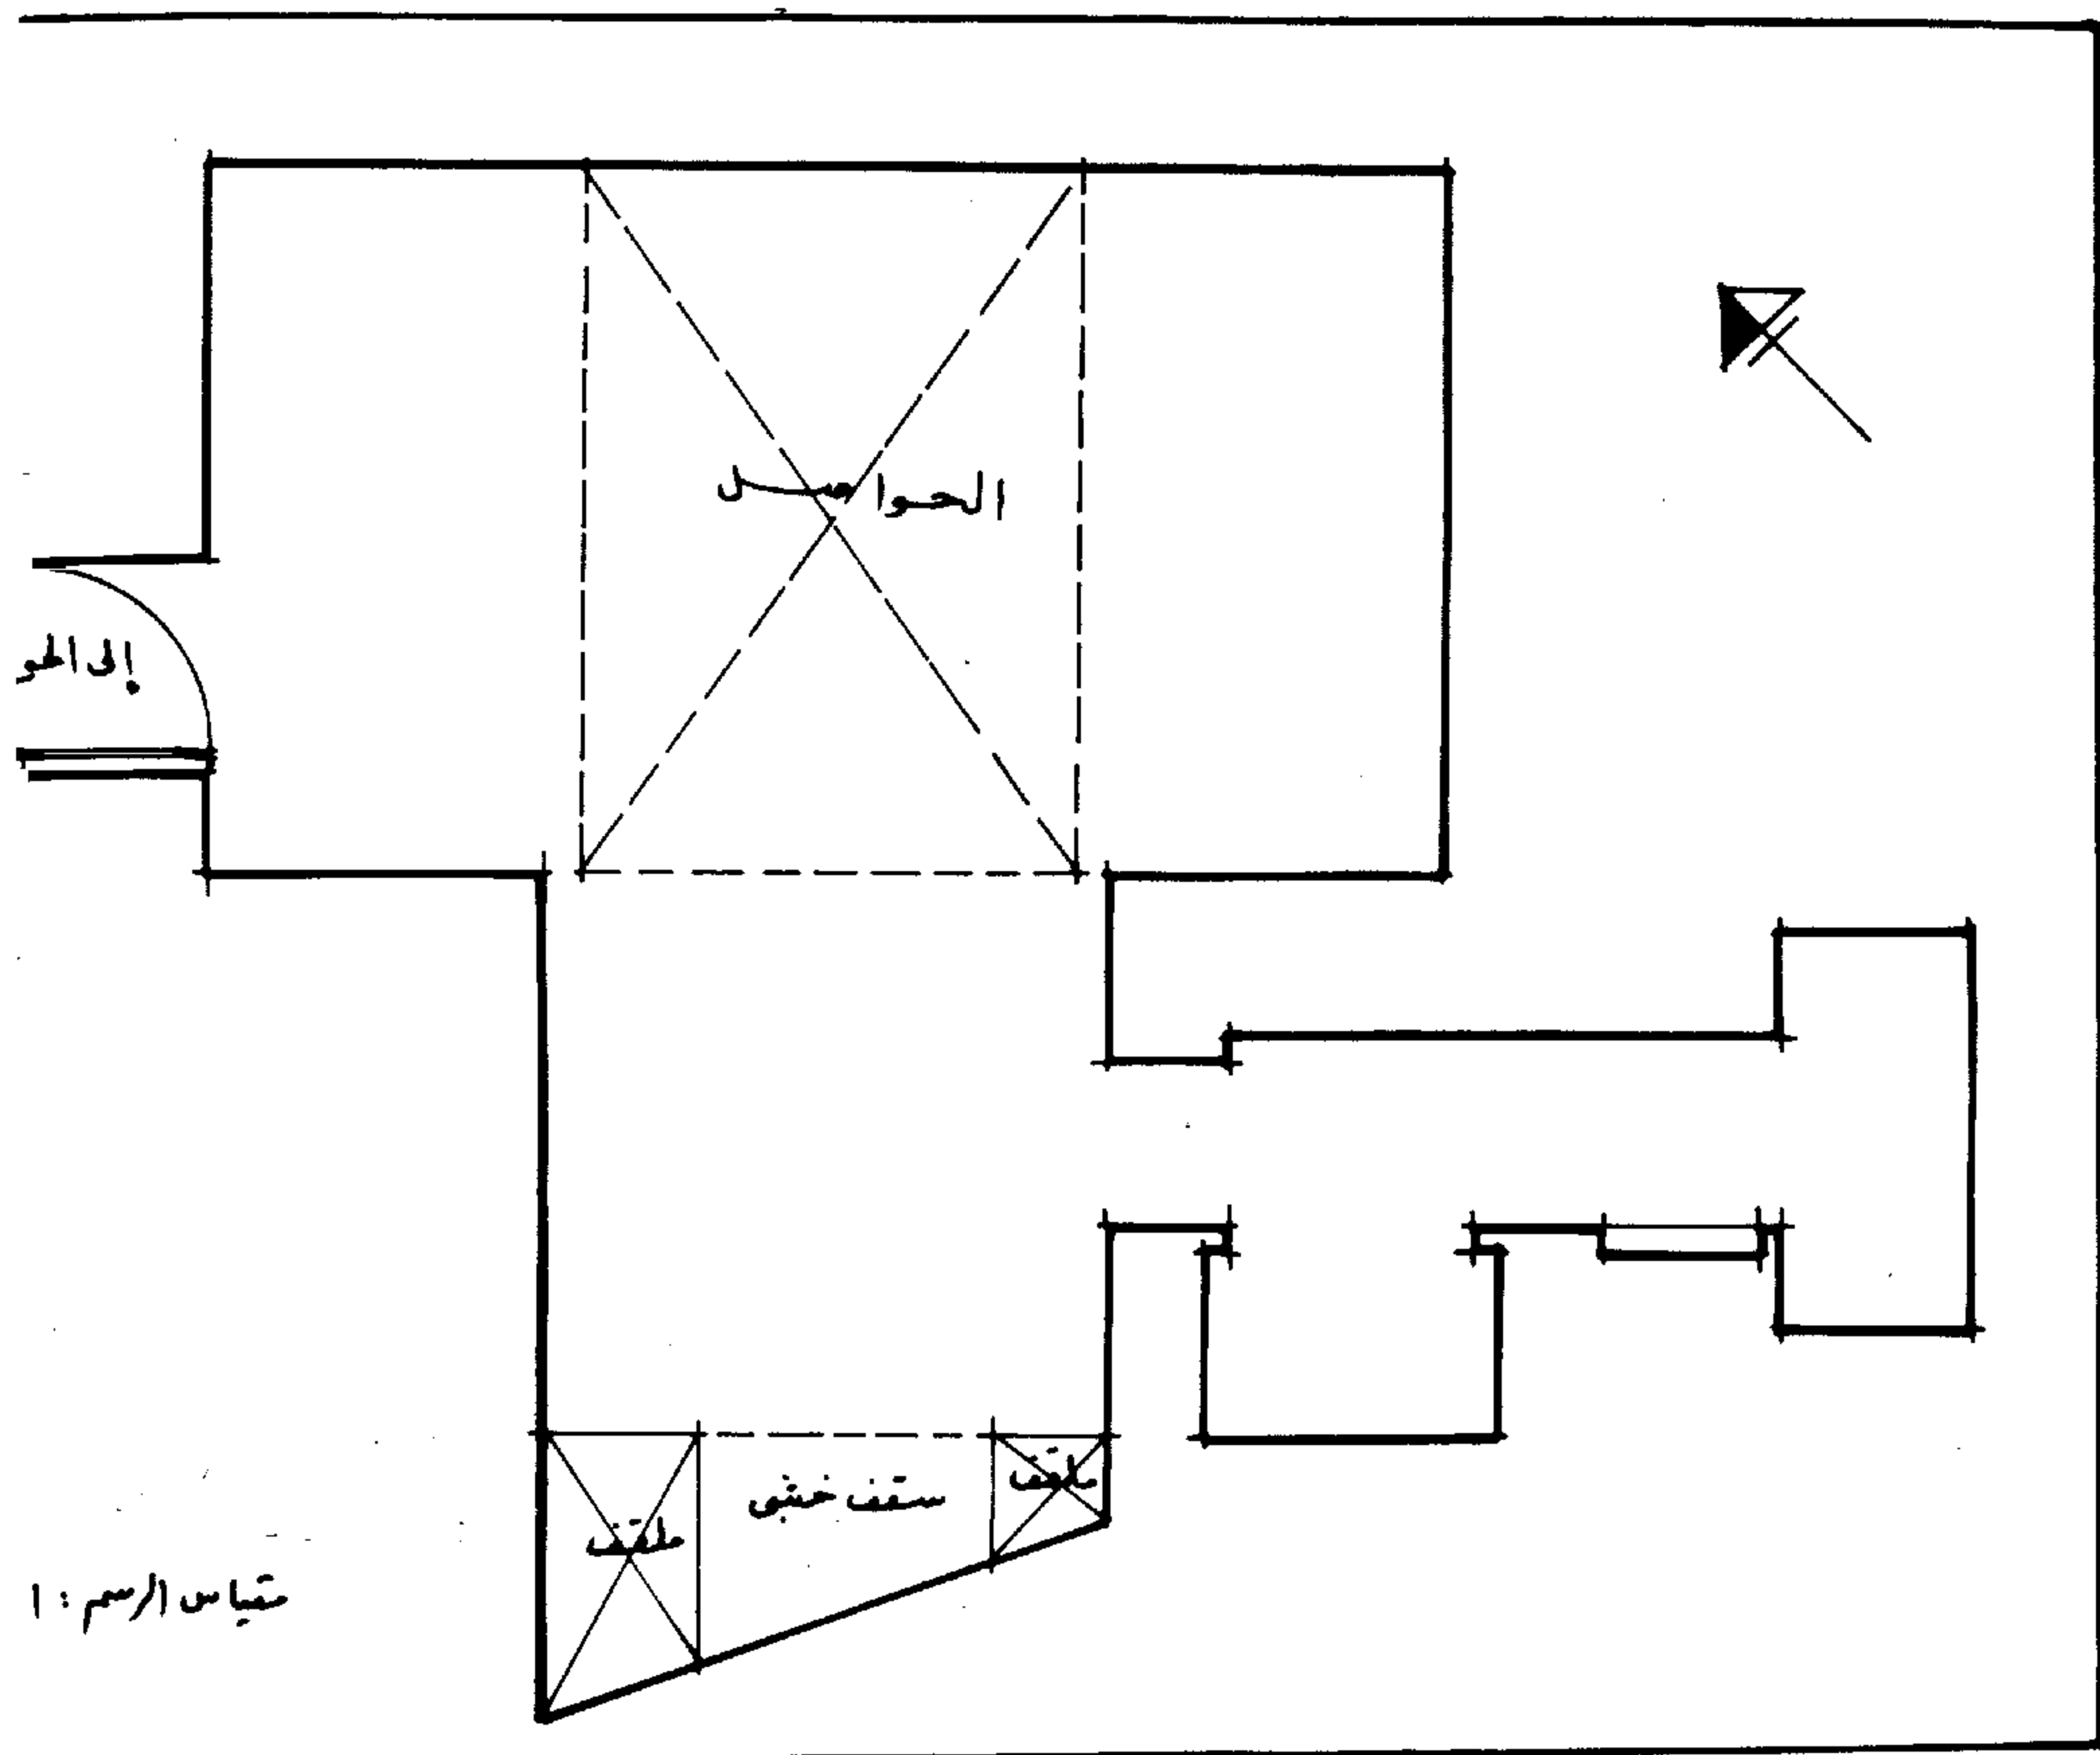 الحواصل
إلى الحو
ملقف
سقف خشبي
ملقف
مقياس الرسم : ١